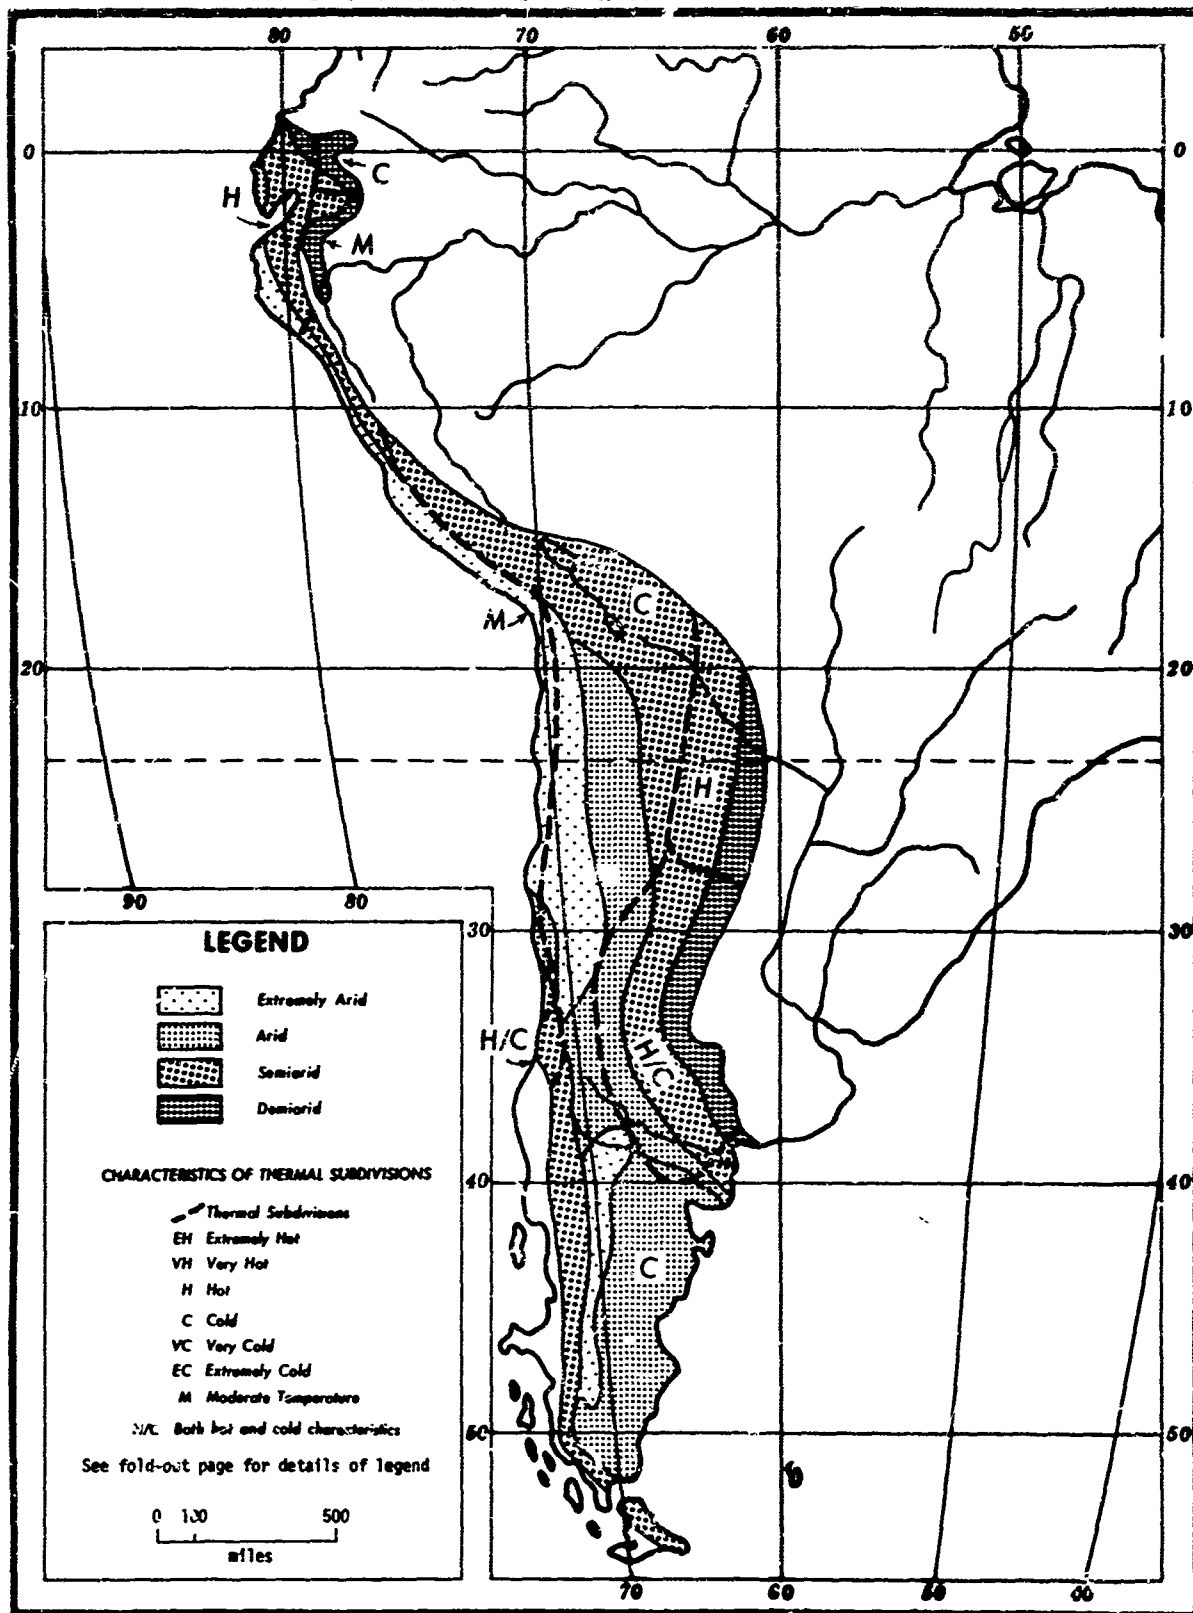 80 70 60 50
0 0
C
H
M
10 10
C
M
20 20
H
90 80
30 30
LEGEND
Extremely Arid
Arid
Semiarid
Demiarid
H/C
H/C
CHARACTERISTICS OF THERMAL SUBDIVISIONS
Thermal Subdivisions
EH Extremely Hot
VH Very Hot
H Hot
C Cold
VC Very Cold
EC Extremely Cold
M Moderate Temperature
H/C Both hot and cold characteristics
See fold-out page for details of legend
0 100 500
miles
40 40
C
50 50
70 60